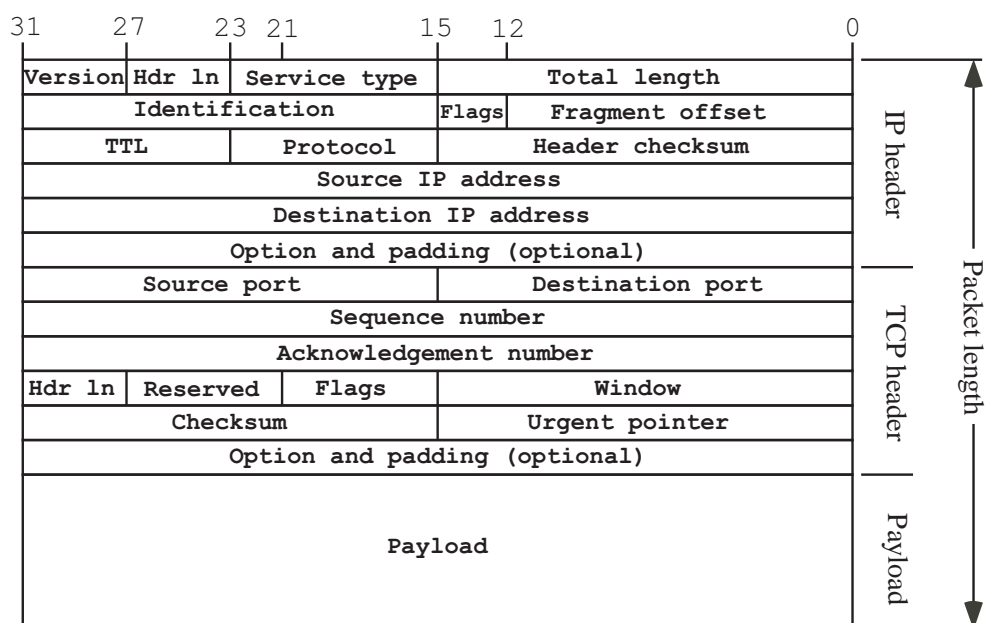 31 27 23 21 15 12 0
Version Hdr ln Service type Total length
Identification Flags Fragment offset
TTL Protocol Header checksum
Source IP address
Destination IP address
Option and padding (optional)
Source port Destination port
Sequence number
Acknowledgement number
Hdr ln Reserved Flags Window
Checksum Urgent pointer
Option and padding (optional)
Payload
IP header
TCP header
Payload
Packet length